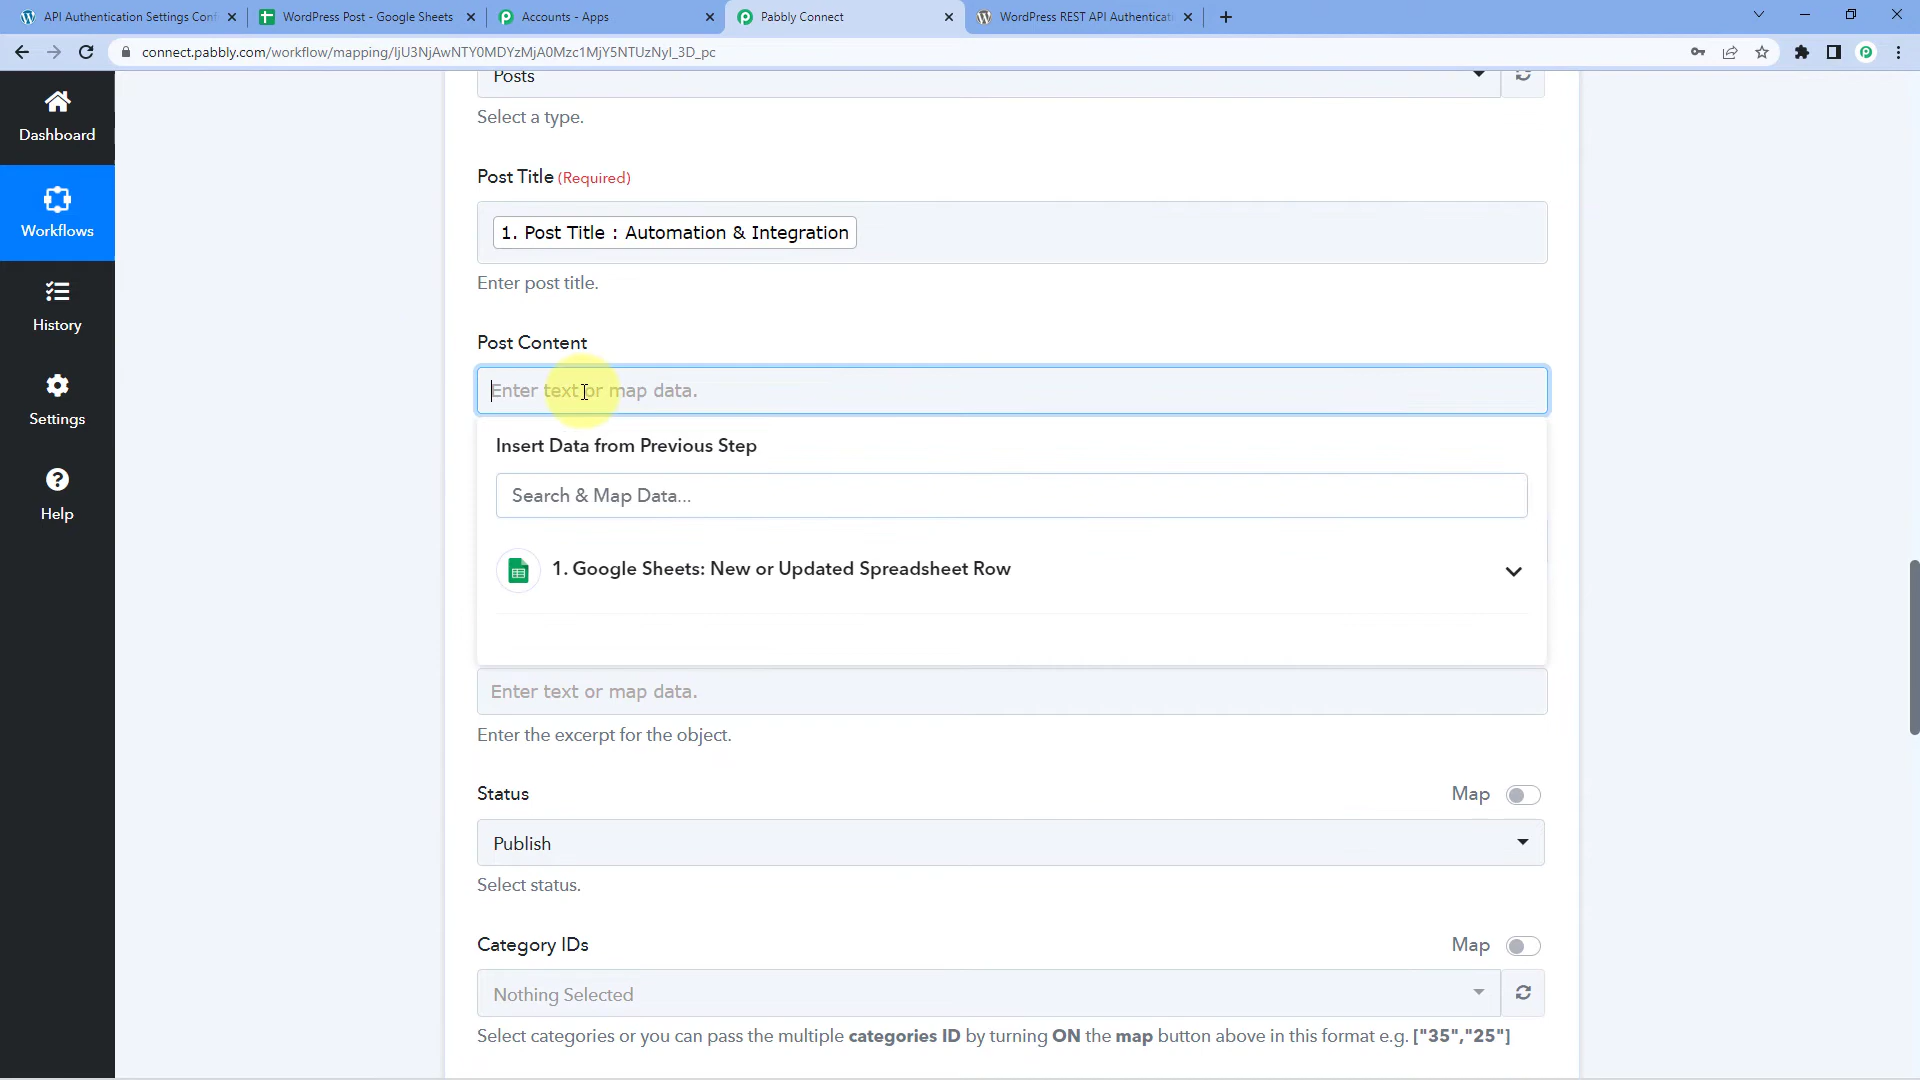 API Authentication Settings Conf
WordPress Post - Google Sheets
Accounts - Apps
Pabbly Connect
WordPress REST API Authenticati
connect.pabbly.com/workflow/mapping/IjU3NjAwNTY0MDYzMjA0Mzc1MjY5NTUzNyI_3D_pc
Dashboard
Workflows
History
Settings
Help
Posts
Select a type.
Post Title (Required)
1. Post Title : Automation & Integration
Enter post title.
Post Content
Enter text or map data.
Insert Data from Previous Step
Search & Map Data...
1. Google Sheets: New or Updated Spreadsheet Row
Enter text or map data.
Enter the excerpt for the object.
Status
Map
Publish
Select status.
Category IDs
Map
Nothing Selected
Select categories or you can pass the multiple categories ID by turning ON the map button above in this format e.g. ["35","25"]